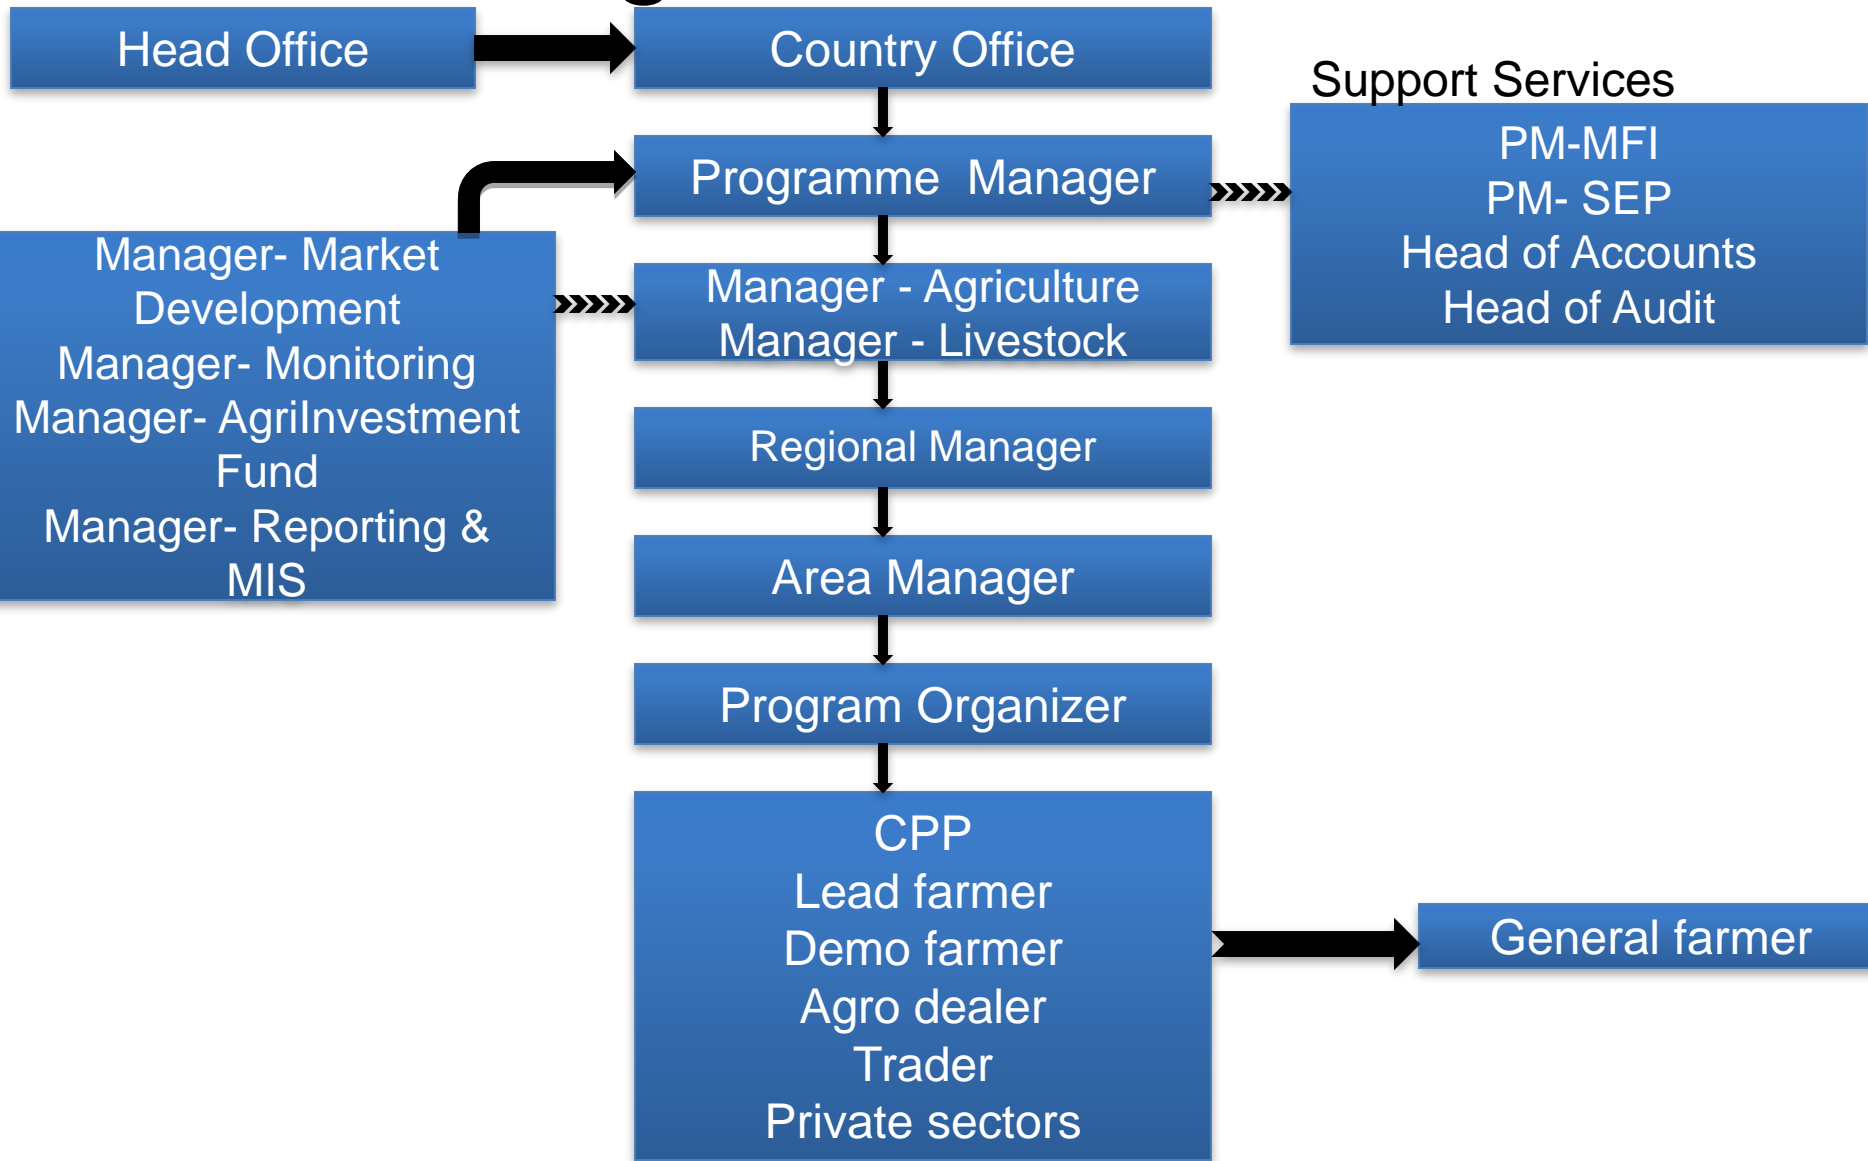 Head Office
Country Office
Support Services
PM-MFI
PM- SEP
Head of Accounts
Head of Audit
Programme  Manager
Manager- Market
Development
Manager- Monitoring
Manager- AgriInvestment
Fund
Manager- Reporting &
MIS
Manager - Agriculture
Manager - Livestock
Regional Manager
Area Manager
Program Organizer
CPP
Lead farmer
Demo farmer
Agro dealer
Trader
Private sectors
General farmer